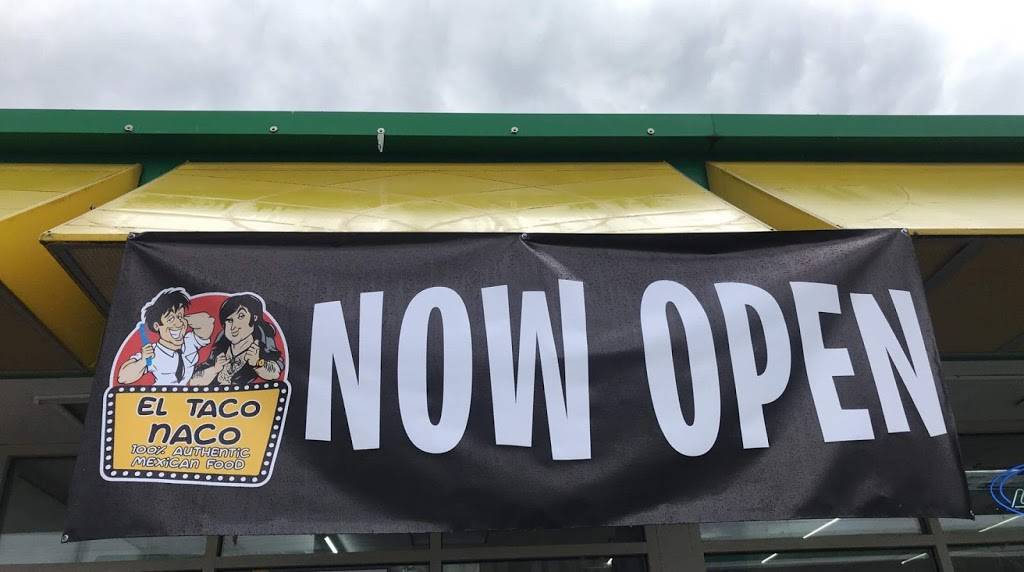 EL TACO
NACO
100% AUTHENTIC
MEXICAN FOOD
NOW OPEN